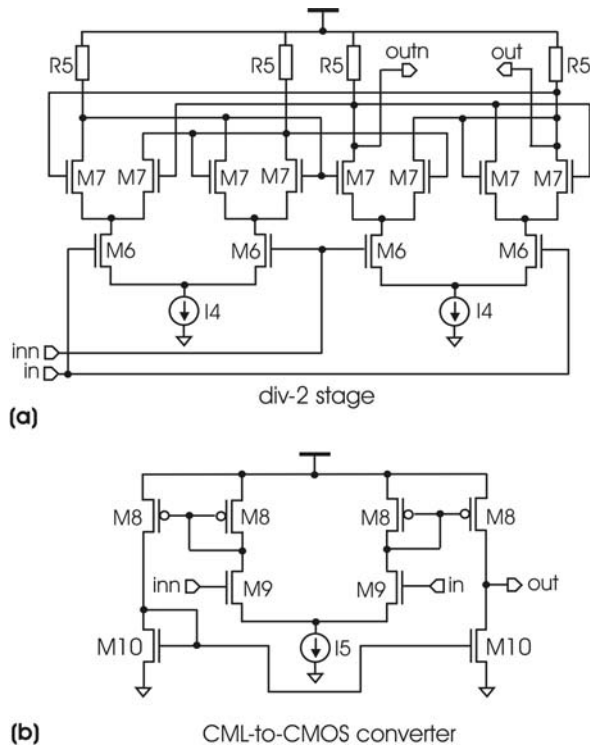 R5 R5 R5 outn out R5
M7 M7 M7 M7 M7 M7 M7 M7
M6 M6 M6 M6
I4 I4
inn
in
div-2 stage
(a)
M8 M8 M8 M8
inn M9 M9 in out
M10 I5 M10
(b) CML-to-CMOS converter